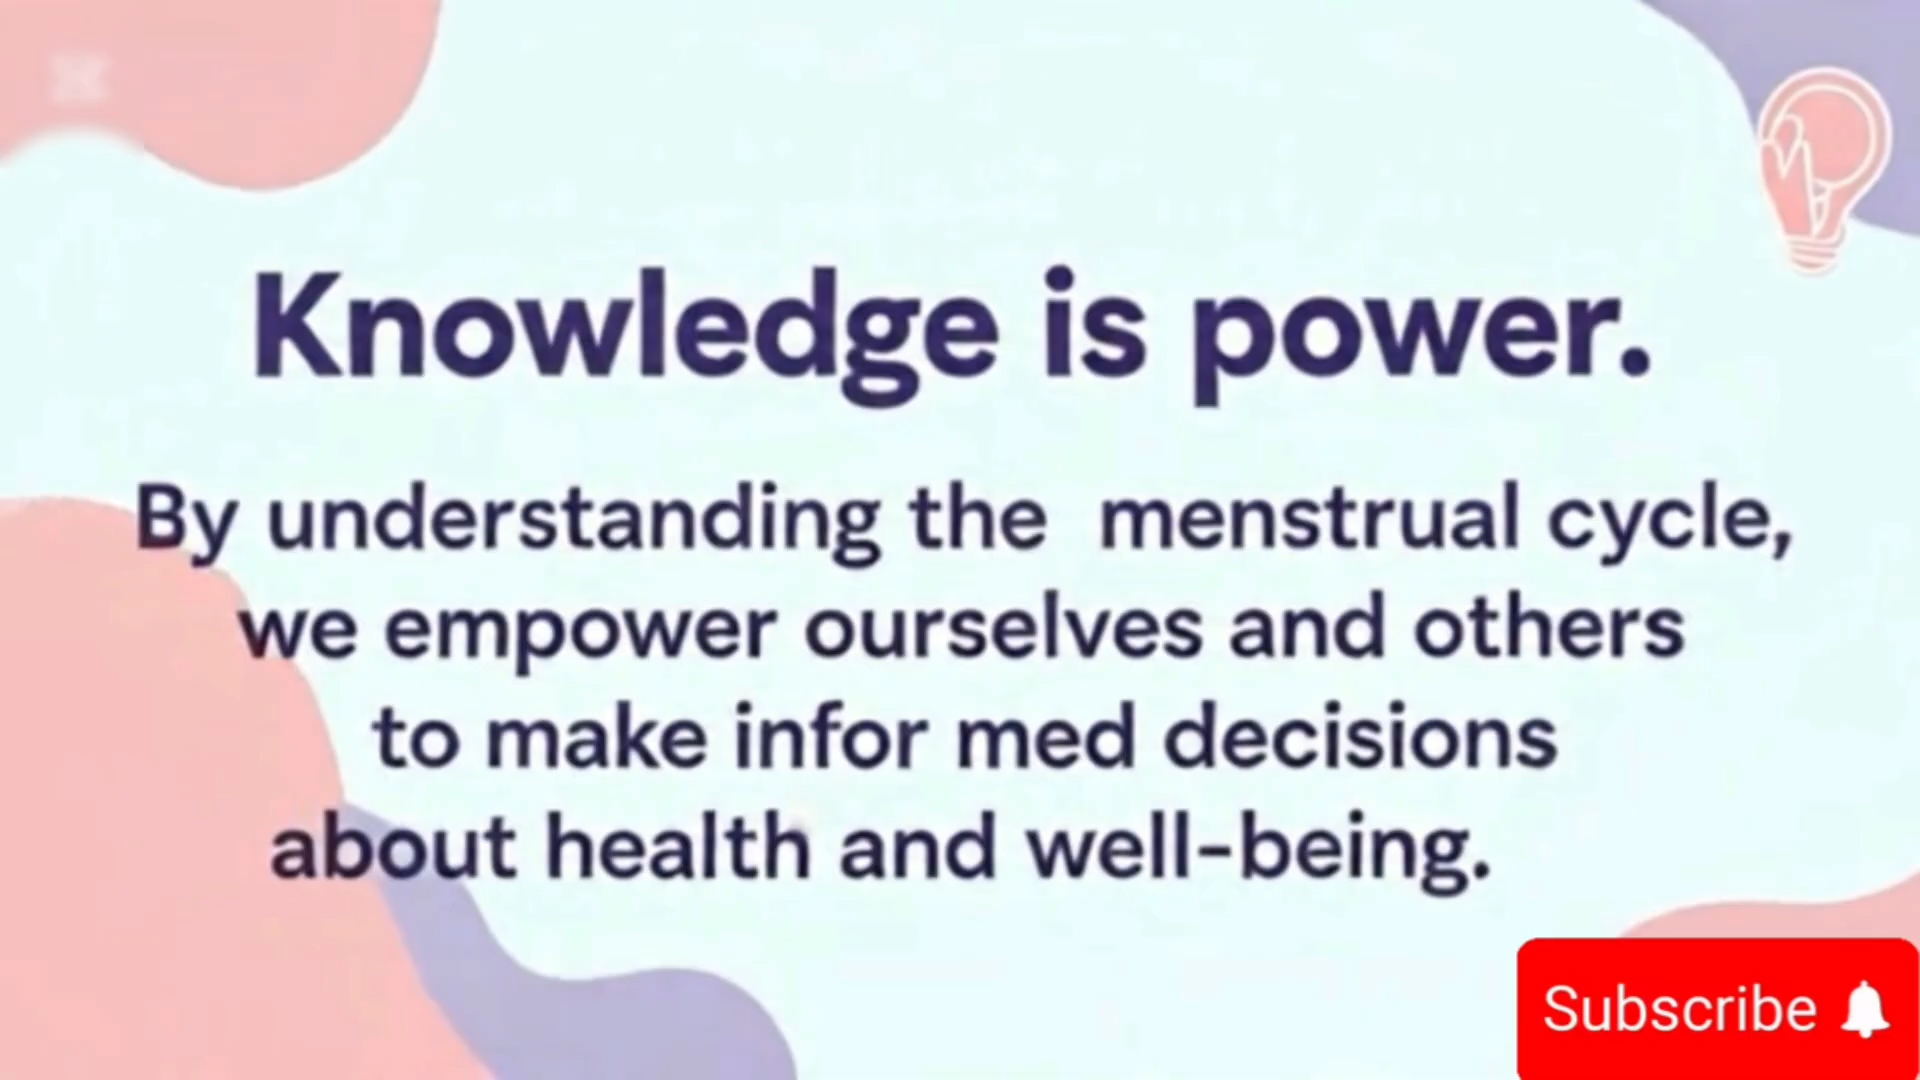 Knowledge is power.
By understanding the menstrual cycle,
we empower ourselves and others
to make infor med decisions
about health and well-being.
Subscribe